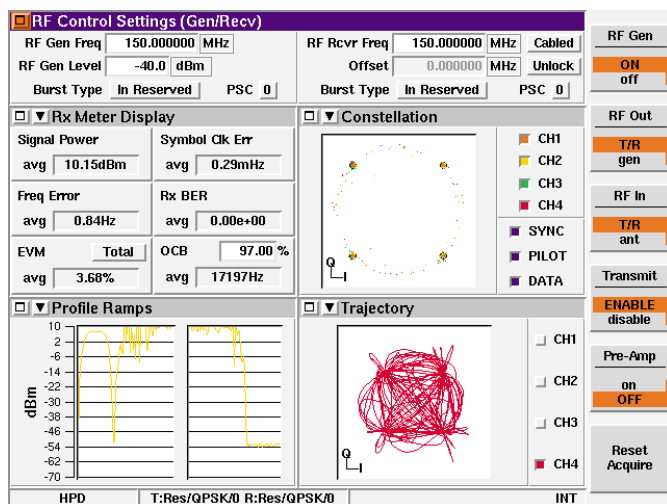 RF Control Settings (Gen/Recv)
RF Gen Freq 150.000000 MHz
RF Gen Level -40.0 dBm
Burst Type In Reserved PSC 0
RF Rcvr Freq 150.000000 MHz Cabled
Offset 0.000000 MHz Unlock
Burst Type In Reserved PSC 0
Rx Meter Display
Signal Power
avg 10.15dBm
Symbol Clk Err
avg 0.29mHz
Freq Error
avg 0.84Hz
Rx BER
avg 0.00e+00
EVM Total
avg 3.68%
OCB 97.00 %
avg 17197Hz
Constellation
Q
I
CH1
CH2
CH3
CH4
SYNC
PILOT
DATA
Profile Ramps
dBm
10
2
-6
-14
-22
-30
-38
-46
-54
-62
-70
Trajectory
Q
I
CH1
CH2
CH3
CH4
HPD T:Res/QPSK/0 R:Res/QPSK/0 INT
RF Gen
ON
off
RF Out
T/R
gen
RF In
T/R
ant
Transmit
ENABLE
disable
Pre-Amp
on
OFF
Reset
Acquire